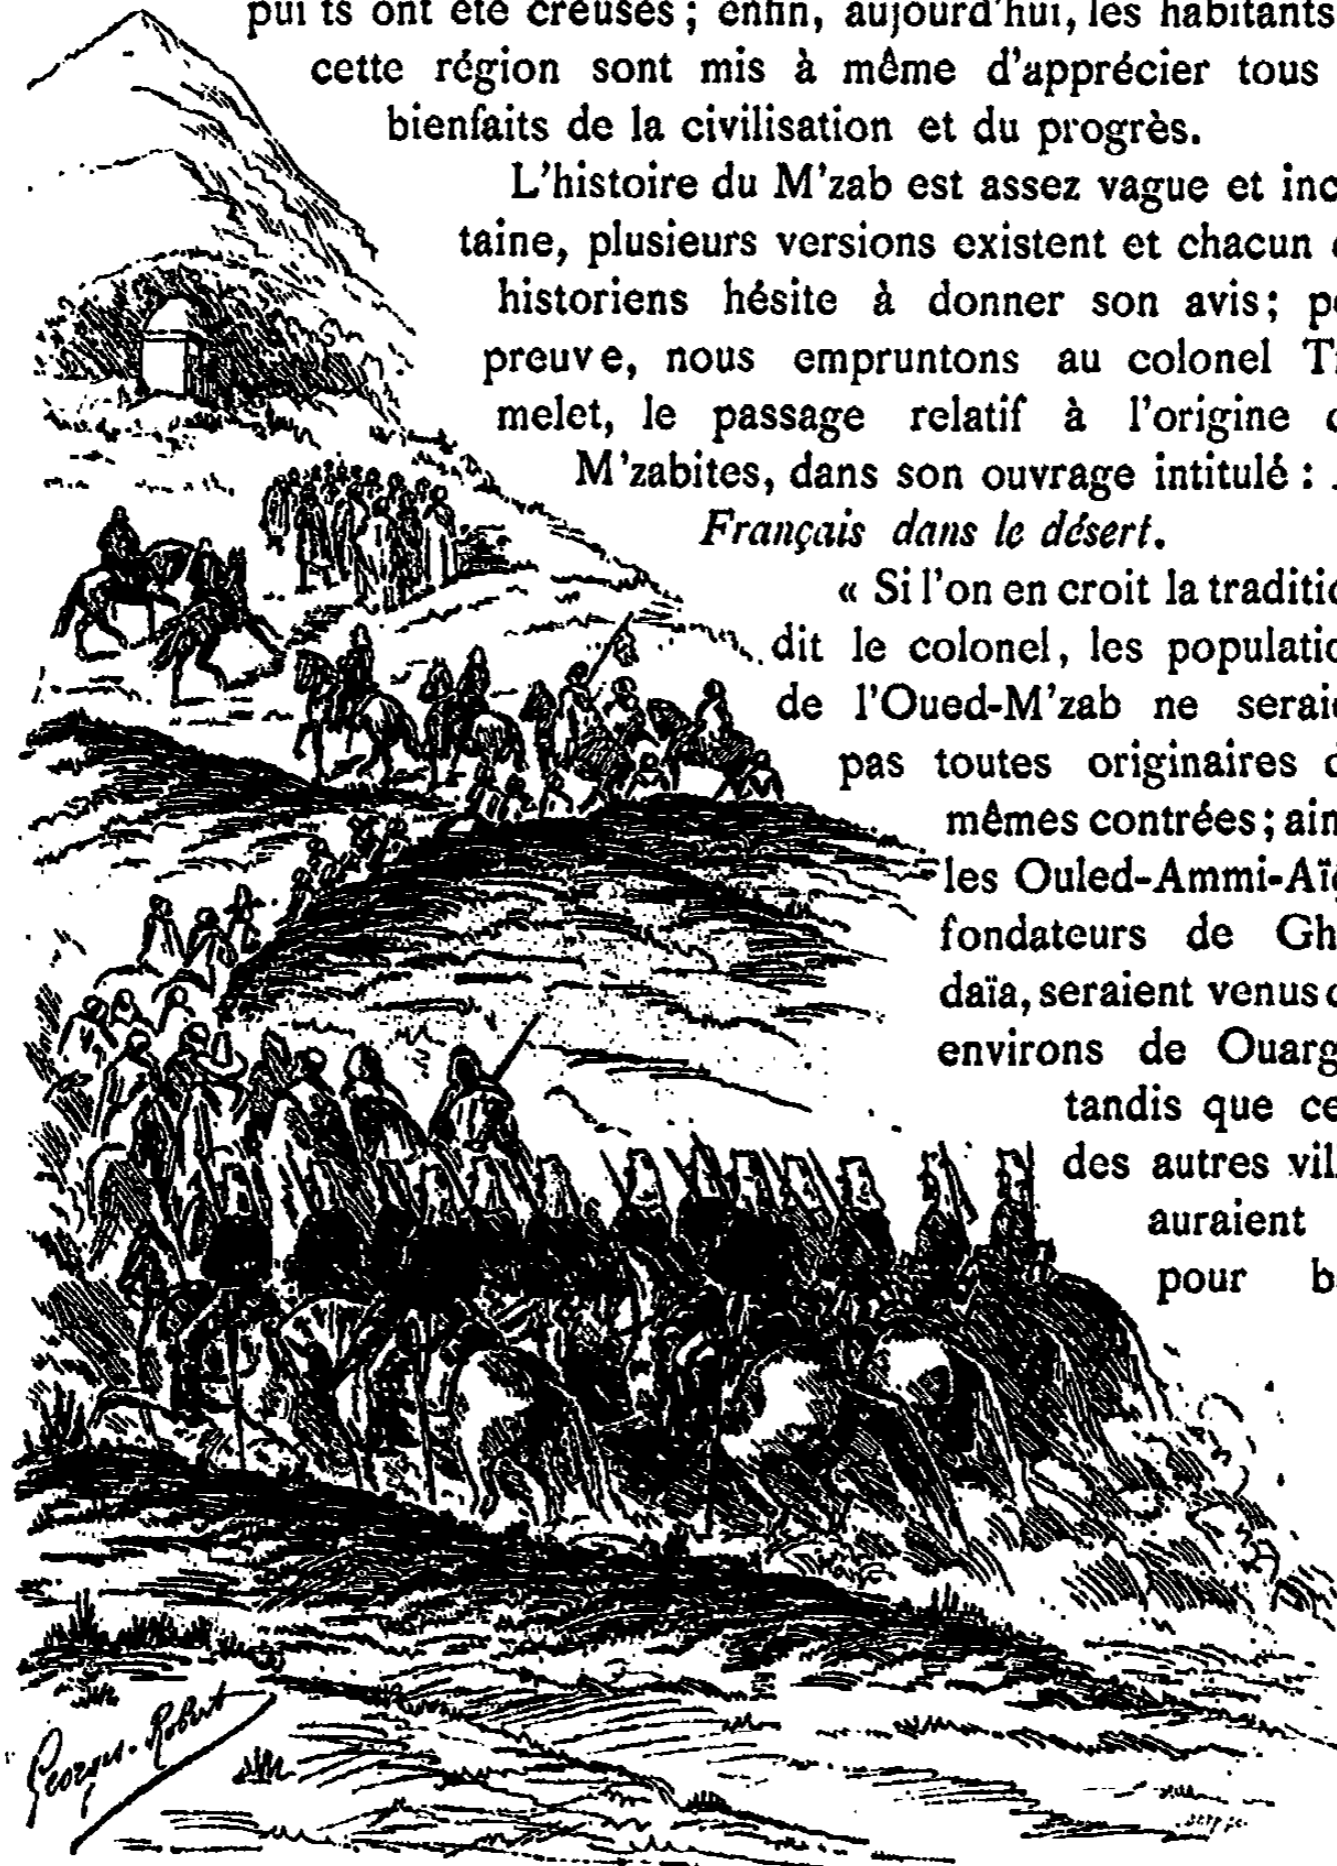 pui ts ont été creusés ; enfin, aujourd'hui, les habitants
cette région sont mis à même d'apprécier tous
bienfaits de la civilisation et du progrès.
L'histoire du M'zab est assez vague et inc
taine, plusieurs versions existent et chacun
historiens hésite à donner son avis; p
preuve, nous empruntons au colonel T
melet, le passage relatif à l'origine
M'zabites, dans son ouvrage intitulé :
Français dans le désert.
« Si l'on en croit la traditio
dit le colonel, les populatio
de l'Oued-M'zab ne seraie
pas toutes originaires d
mêmes contrées ; ain
les Ouled-Ammi-Aï
fondateurs de Gh
daïa, seraient venus d
environs de Ouarg
tandis que ce
des autres vil
auraient
pour b
Georges-Robert